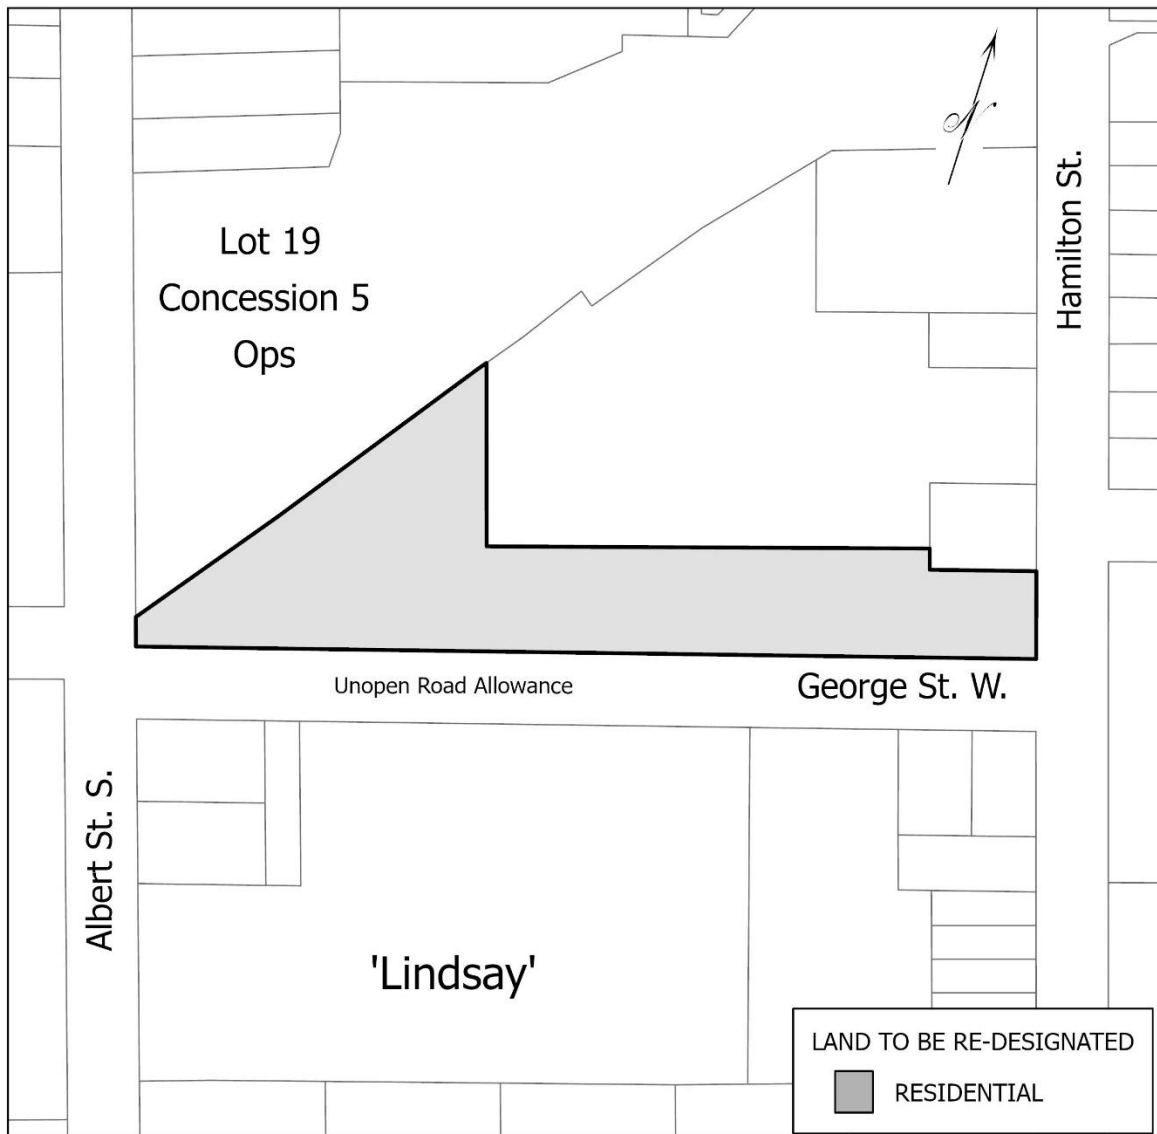 Lot 19
Concession 5
Ops
Hamilton St.
Unopen Road Allowance
George St. W.
Albert St. S.
'Lindsay'
LAND TO BE RE-DESIGNATED
RESIDENTIAL